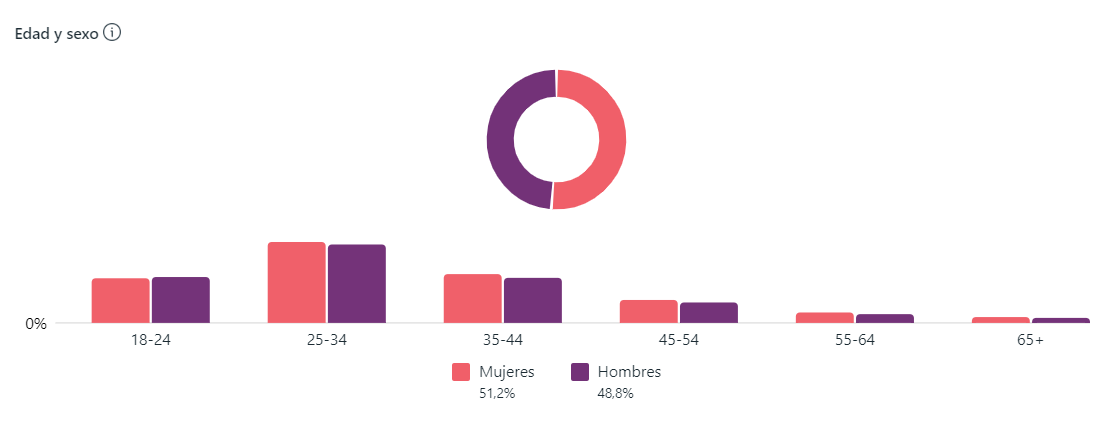 Edad y sexo
0%
18-24 25-34 35-44 45-54 55-64 65+
Mujeres Hombres
51,2% 48,8%